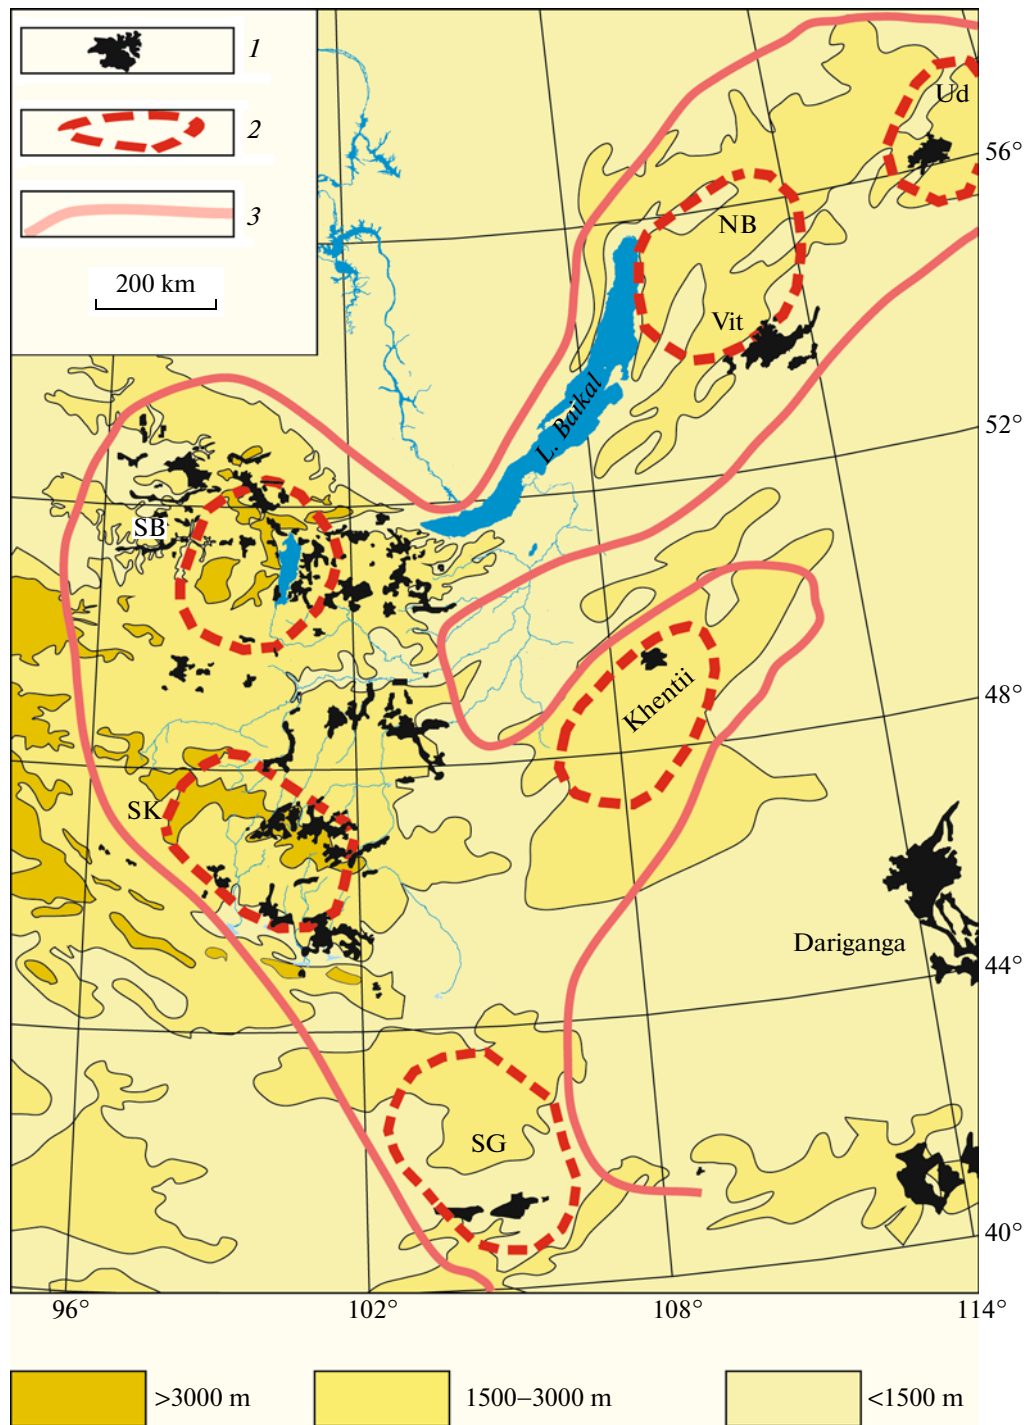 1
2
3
200 km
Ud
56°
NB
Vit
L. Baikal
52°
SB
48°
Khentii
SK
Dariganga
44°
SG
40°
96°
102°
108°
114°
>3000 m
1500–3000 m
<1500 m